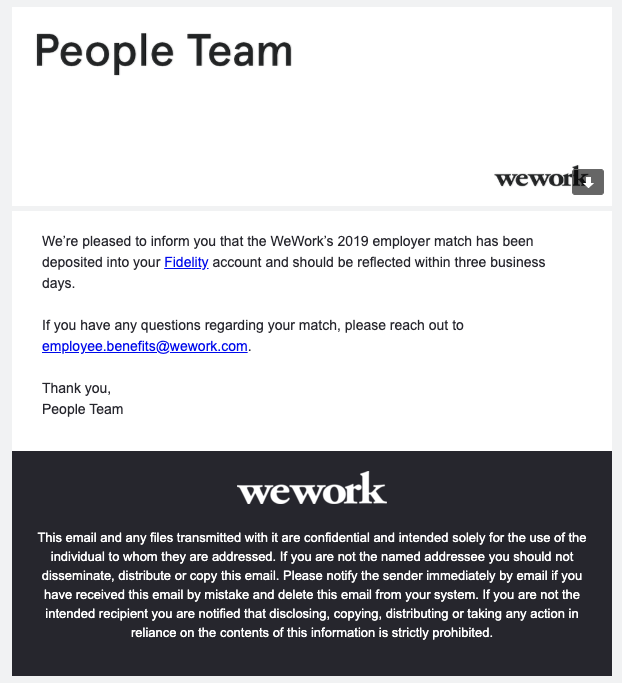 People Team
wework
We’re pleased to inform you that the WeWork’s 2019 employer match has been
deposited into your Fidelity account and should be reflected within three business
days.
If you have any questions regarding your match, please reach out to
employee.benefits@wework.com.
Thank you,
People Team
wework
This email and any files transmitted with it are confidential and intended solely for the use of the
individual to whom they are addressed. If you are not the named addressee you should not
disseminate, distribute or copy this email. Please notify the sender immediately by email if you
have received this email by mistake and delete this email from your system. If you are not the
intended recipient you are notified that disclosing, copying, distributing or taking any action in
reliance on the contents of this information is strictly prohibited.